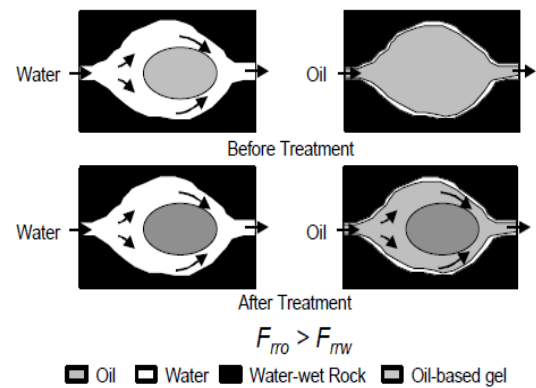 Water Oil
Before Treatment
Water Oil
After Treatment
Frro > Frrw
Oil Water Water-wet Rock Oil-based gel